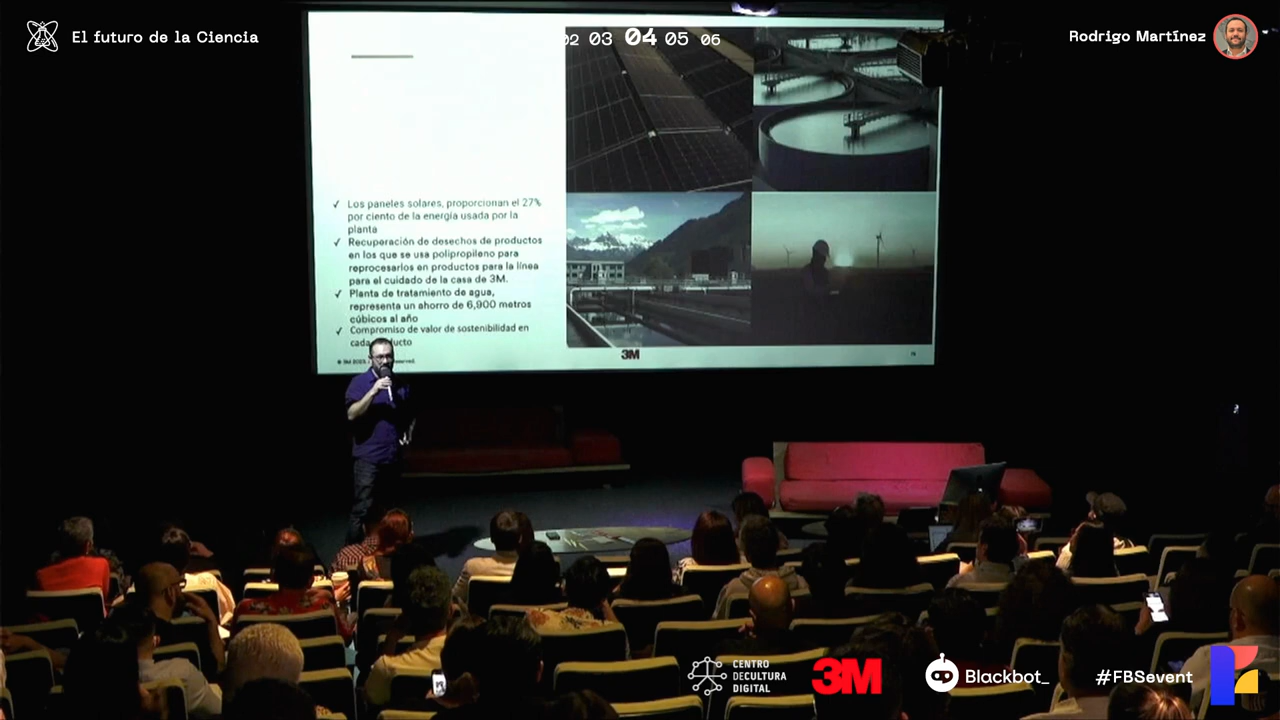 El futuro de la Ciencia
02 03 04 05 06
Rodrigo Martínez
✓ Los paneles solares, proporcionan el 27%
por ciento de la energía usada por la
planta
✓ Recuperación de desechos de productos
en los que se usa polipropileno para
reprocesarlos en productos para la línea
para el cuidado de la casa de 3M.
✓ Planta de tratamiento de agua,
representa un ahorro de 6,900 metros
cúbicos al año
✓ Compromiso de valor de sostenibilidad en
3M
CENTRO
DECULTURA
DIGITAL
3M
Blackbot_
#FBSevent